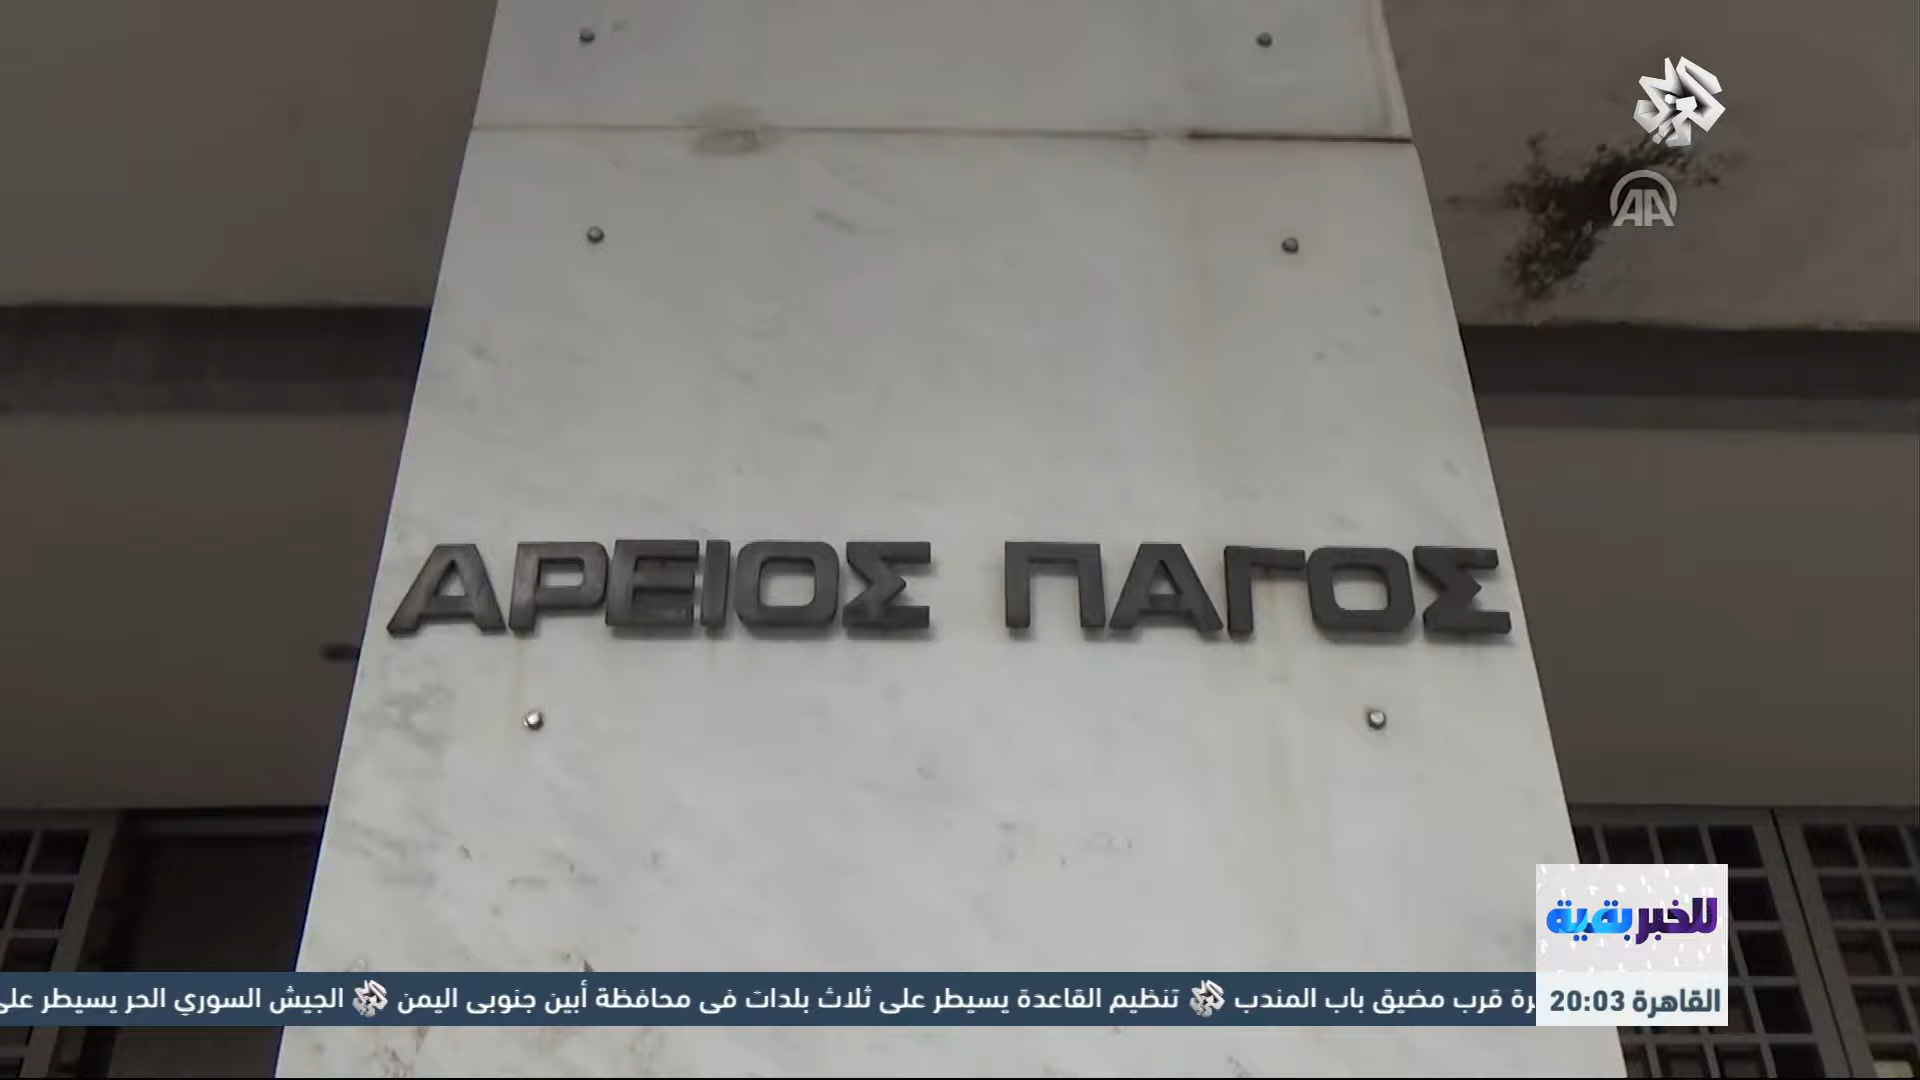 AA
ΑΡΕΙΟΣ ΠΑΓΟΣ
للخبر بقية
القاهرة 20:03
قرب مضيق باب المندب تنظيم القاعدة يسيطر على ثلاث بلدات في محافظة أبين جنوبي اليمن الجيش السوري الحر يسيطر على